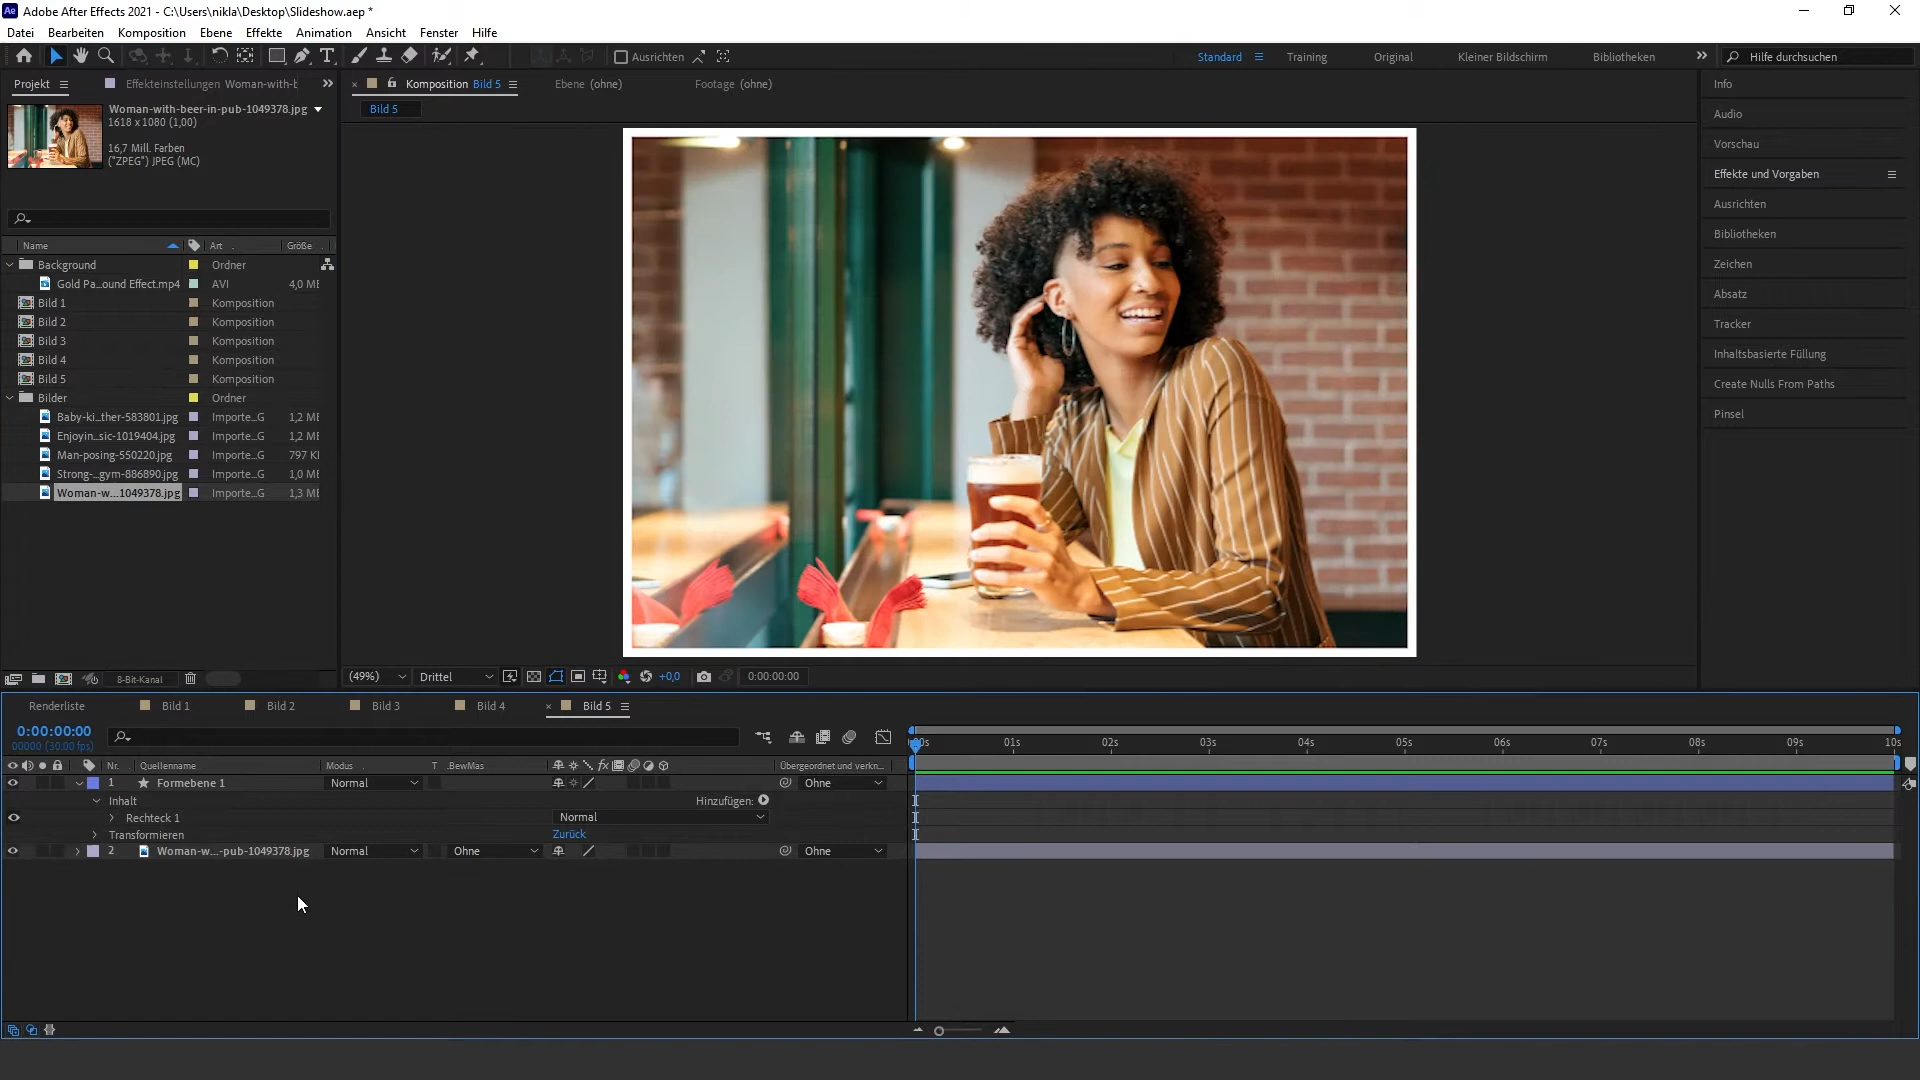 Adobe After Effects 2021 - C:\Users\nikla\Desktop\Slideshow.aep *
Datei Bearbeiten Komposition Ebene Effekte Animation Ansicht Fenster Hilfe
Ausrichten
Standard Training Original Kleiner Bildschirm Bibliotheken Hilfe durchsuchen
Projekt Effekteinstellungen Woman-with-b
Komposition Bild 5 Ebene (ohne) Footage (ohne)
Bild 5
Woman-with-beer-in-pub-1049378.jpg
1618 x 1080 (1,00)
16,7 Mill. Farben
("ZPEG") JPEG (MC)
Name Art Größe
Background Ordner
Gold Pa...ound Effect.mp4 AVI 4,0 ME
Bild 1 Komposition
Bild 2 Komposition
Bild 3 Komposition
Bild 4 Komposition
Bild 5 Komposition
Bilder Ordner
Baby-ki...ther-583801.jpg Importe...G 1,2 ME
Enjoyin...sic-1019404.jpg Importe...G 1,2 ME
Man-posing-550220.jpg Importe...G 797 KI
Strong-...gym-886890.jpg Importe...G 1,0 ME
Woman-w...1049378.jpg Importe...G 1,3 ME
8-Bit-Kanal
(49%) Drittel +0,0 0:00:00:00
Info
Audio
Vorschau
Effekte und Vorgaben
Ausrichten
Bibliotheken
Zeichen
Absatz
Tracker
Inhaltsbasierte Füllung
Create Nulls From Paths
Pinsel
Renderliste Bild 1 Bild 2 Bild 3 Bild 4 Bild 5
0:00:00:00
00000 (30.00 fps)
00s 01s 02s 03s 04s 05s 06s 07s 08s 09s 10s
Nr. Quellenname Modus T .BewMas Übergeordnet und verkn...
1 Formebene 1 Normal Ohne
Inhalt Hinzufügen:
Rechteck 1 Normal
Transformieren Zurück
2 Woman-w...-pub-1049378.jpg Normal Ohne Ohne